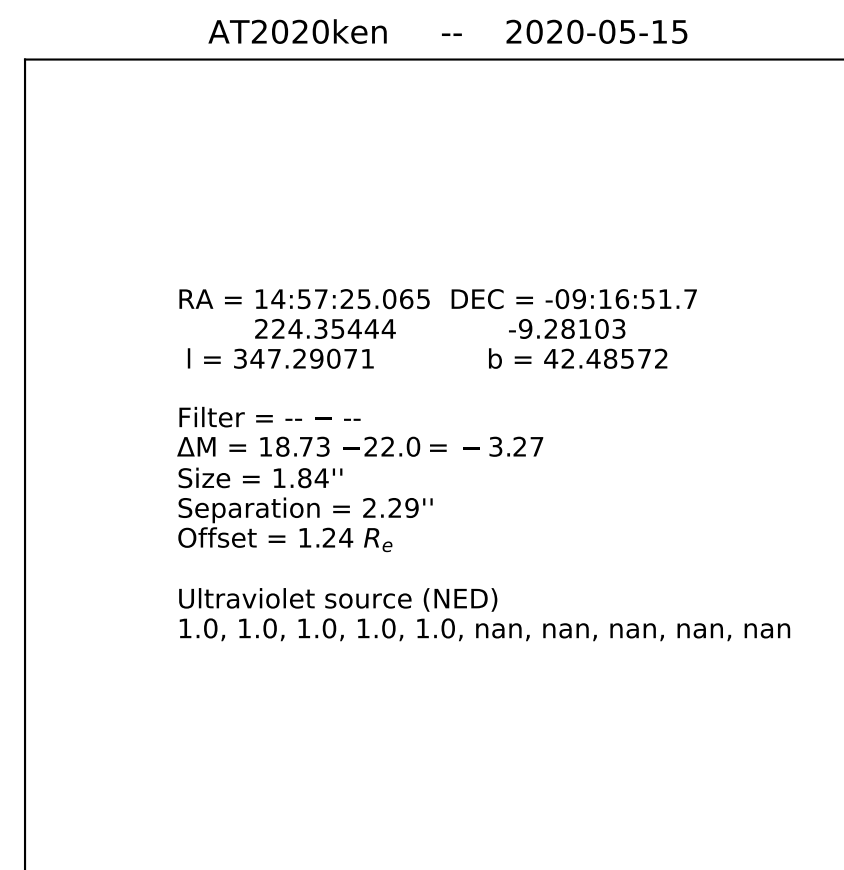 AT2020ken -- 2020-05-15
RA = 14:57:25.065 DEC = -09:16:51.7
224.35444 -9.28103
l = 347.29071 b = 42.48572
Filter = -- − --
ΔM = 18.73 −22.0 = − 3.27
Size = 1.84''
Separation = 2.29''
Offset = 1.24 Rₑ
Ultraviolet source (NED)
1.0, 1.0, 1.0, 1.0, 1.0, nan, nan, nan, nan, nan